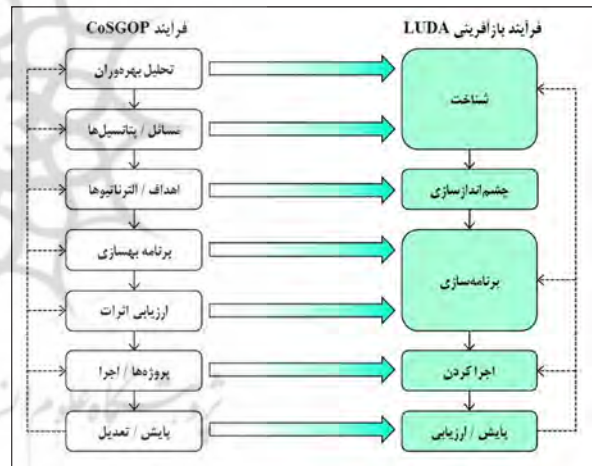 فرآیند CoSGOP
فرآیند بازآفرینی LUDA
تحلیل بهره‌وران
مسائل / پتانسیل‌ها
اهداف / الترناتیوها
برنامه بهسازی
ارزیابی اثرات
پروژه‌ها / اجرا
پایش / تعدیل
شناخت
چشم‌اندازسازی
برنامه‌سازی
اجرا کردن
پایش / ارزیابی